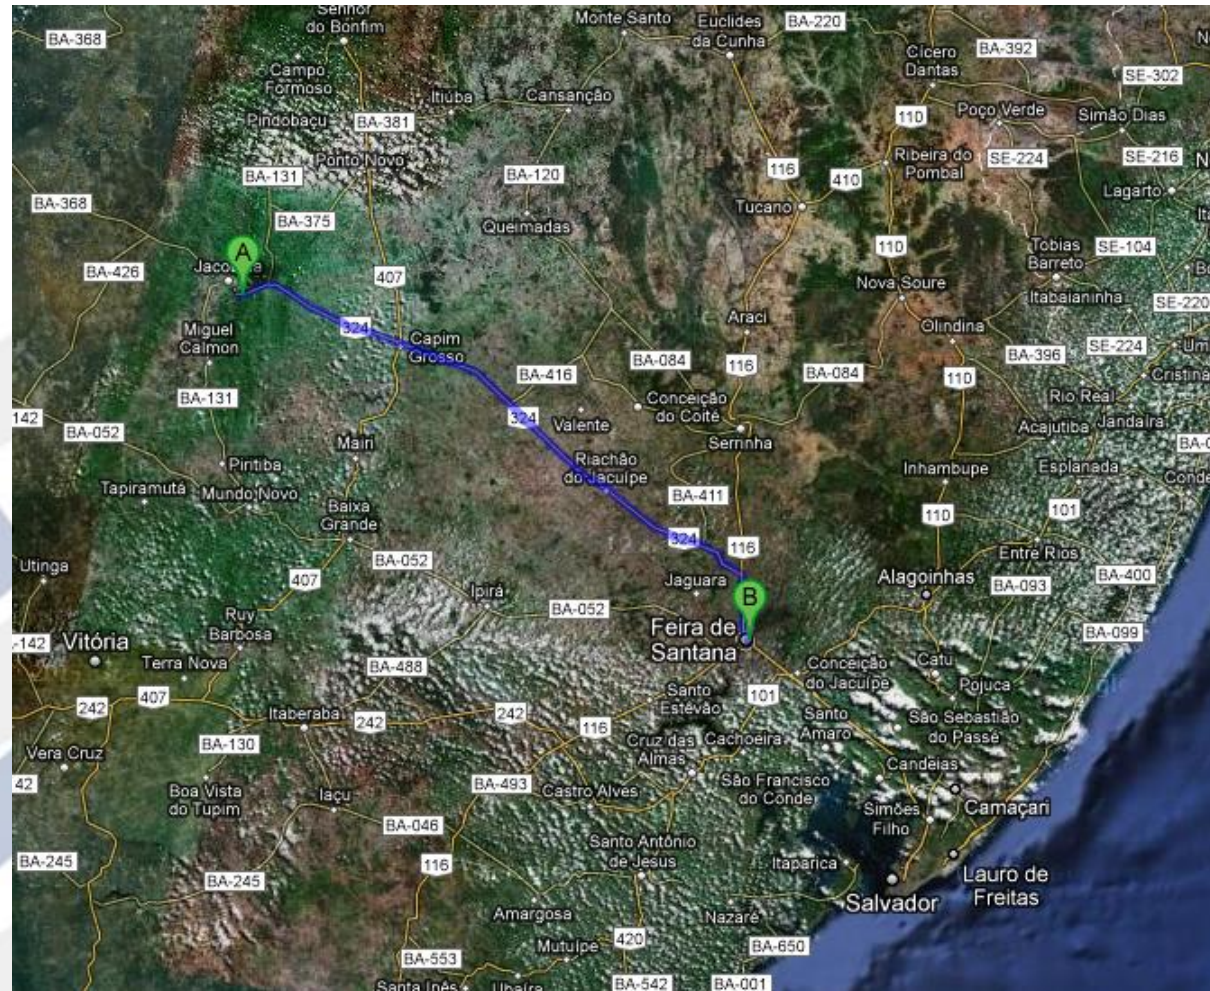 Senhor
do Bonfim
Monte Santo
Euclides
da Cunha
BA-220
BA-368
Cícero
Dantas
BA-392
Campo
Formoso
SE-302
Itiúba
Cansanção
Pindobaçu
BA-381
110
Poço Verde
Simão Dias
Ponto Novo
Ribeira do
Pombal
SE-224
SE-216
BA-131
BA-120
116
410
Lagarto
BA-368
Tucano
BA-375
Queimadas
A
110
Tobias
Barreto
SE-104
BA-426
407
Nova Soure
Itabaianinha
SE-220
Miguel
Calmon
324
Capim
Grosso
Araci
Olindina
SE-224
BA-396
BA-084
116
BA-416
BA-084
110
BA-131
Conceição
do Coité
Rio Real
142
324
Valente
Acajutiba
Jandaíra
BA-052
Mairi
Serrinha
Riachão
do Jacuípe
Piritiba
Inhambupe
Esplanada
Tapiramutá
Mundo Novo
BA-411
Baixa
Grande
110
101
324
116
BA-052
Entre Rios
Utinga
407
Jaguara
Alagoinhas
BA-400
BA-093
Ipirá
BA-052
B
Ruy
Barbosa
Feira de
Santana
BA-099
142
Vitória
Terra Nova
BA-488
Conceição
do Jacuípe
Catu
Pojuca
407
242
Santo
Estêvão
101
Itaberaba
242
242
116
Santo
Amaro
São Sebastião
do Passé
BA-130
Cruz das
Almas
Cachoeira
Vera Cruz
Candeias
42
Boa Vista
do Tupim
Iaçu
BA-493
Castro Alves
São Francisco
do Conde
Simões
Filho
Camaçari
BA-046
Santo Antônio
de Jesus
BA-245
116
Itaparica
BA-245
Lauro de
Freitas
Salvador
Amargosa
Nazaré
420
Mutuípe
BA-650
BA-553
Santa Inês
Ubaíra
BA-542
BA-001